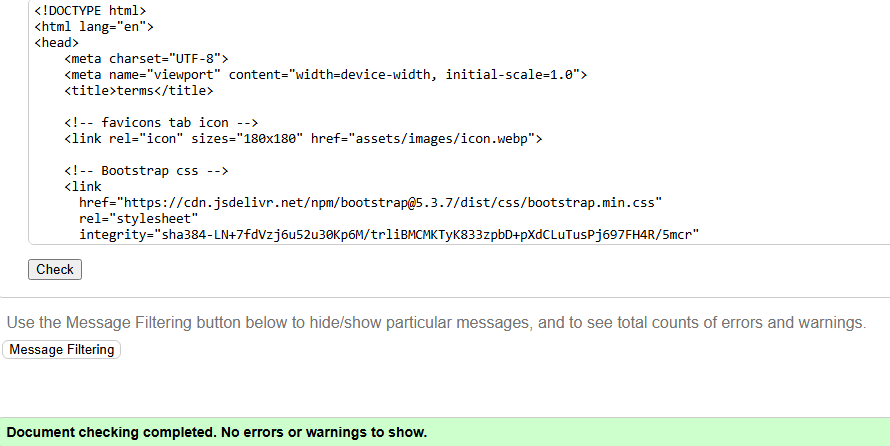 <!DOCTYPE html>
<html lang="en">
<head>
    <meta charset="UTF-8">
    <meta name="viewport" content="width=device-width, initial-scale=1.0">
    <title>terms</title>

    <!-- favicons tab icon -->
    <link rel="icon" sizes="180x180" href="assets/images/icon.webp">

    <!-- Bootstrap css -->
    <link
      href="https://cdn.jsdelivr.net/npm/bootstrap@5.3.7/dist/css/bootstrap.min.css"
      rel="stylesheet"
      integrity="sha384-LN+7fdVzj6u52u30Kp6M/trliBMCMKTyK833zpbD+pXdCLuTusPj697FH4R/5mcr"
Check
Use the Message Filtering button below to hide/show particular messages, and to see total counts of errors and warnings.
Message Filtering
Document checking completed. No errors or warnings to show.